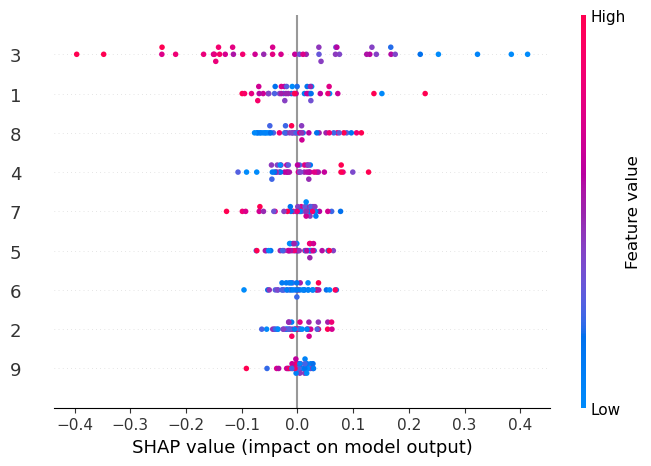 High
3
1
8
4
7
5
6
2
9
Feature value
Low
−0.4 −0.3 −0.2 −0.1 0.0 0.1 0.2 0.3 0.4
SHAP value (impact on model output)